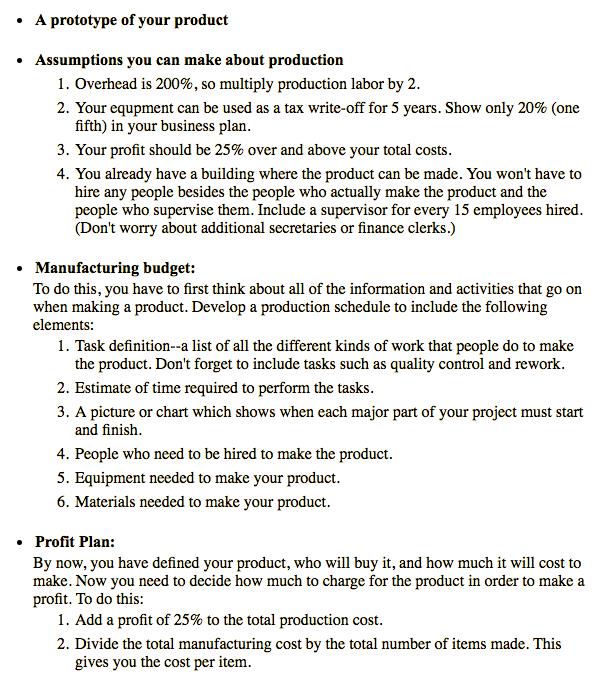 • A prototype of your product
• Assumptions you can make about production
1. Overhead is 200%, so multiply production labor by 2.
2. Your equpment can be used as a tax write-off for 5 years. Show only 20% (one
fifth) in your business plan.
3. Your profit should be 25% over and above your total costs.
4. You already have a building where the product can be made. You won't have to
hire any people besides the people who actually make the product and the
people who supervise them. Include a supervisor for every 15 employees hired.
(Don't worry about additional secretaries or finance clerks.)
• Manufacturing budget:
To do this, you have to first think about all of the information and activities that go on
when making a product. Develop a production schedule to include the following
elements:
1. Task definition--a list of all the different kinds of work that people do to make
the product. Don't forget to include tasks such as quality control and rework.
2. Estimate of time required to perform the tasks.
3. A picture or chart which shows when each major part of your project must start
and finish.
4. People who need to be hired to make the product.
5. Equipment needed to make your product.
6. Materials needed to make your product.
• Profit Plan:
By now, you have defined your product, who will buy it, and how much it will cost to
make. Now you need to decide how much to charge for the product in order to make a
profit. To do this:
1. Add a profit of 25% to the total production cost.
2. Divide the total manufacturing cost by the total number of items made. This
gives you the cost per item.